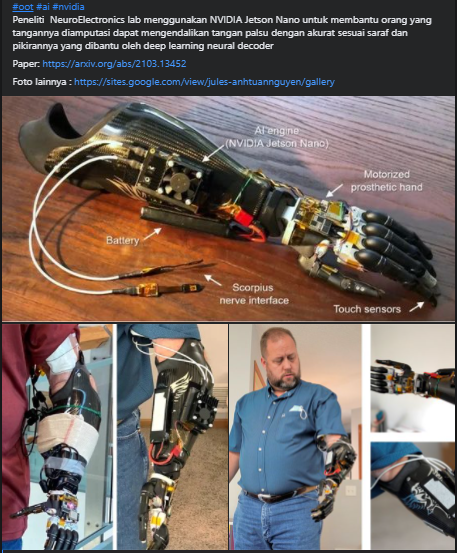 #oot #ai #nvidia
Peneliti NeuroElectronics lab menggunakan NVIDIA Jetson Nano untuk membantu orang yang
tangannya diamputasi dapat mengendalikan tangan palsu dengan akurat sesuai saraf dan
pikirannya yang dibantu oleh deep learning neural decoder
Paper: https://arxiv.org/abs/2103.13452
Foto lainnya : https://sites.google.com/view/jules-anhtuannguyen/gallery
AI engine
(NVIDIA Jetson Nano)
Motorized
prosthetic hand
Battery
Scorpius
nerve interface
Touch sensors